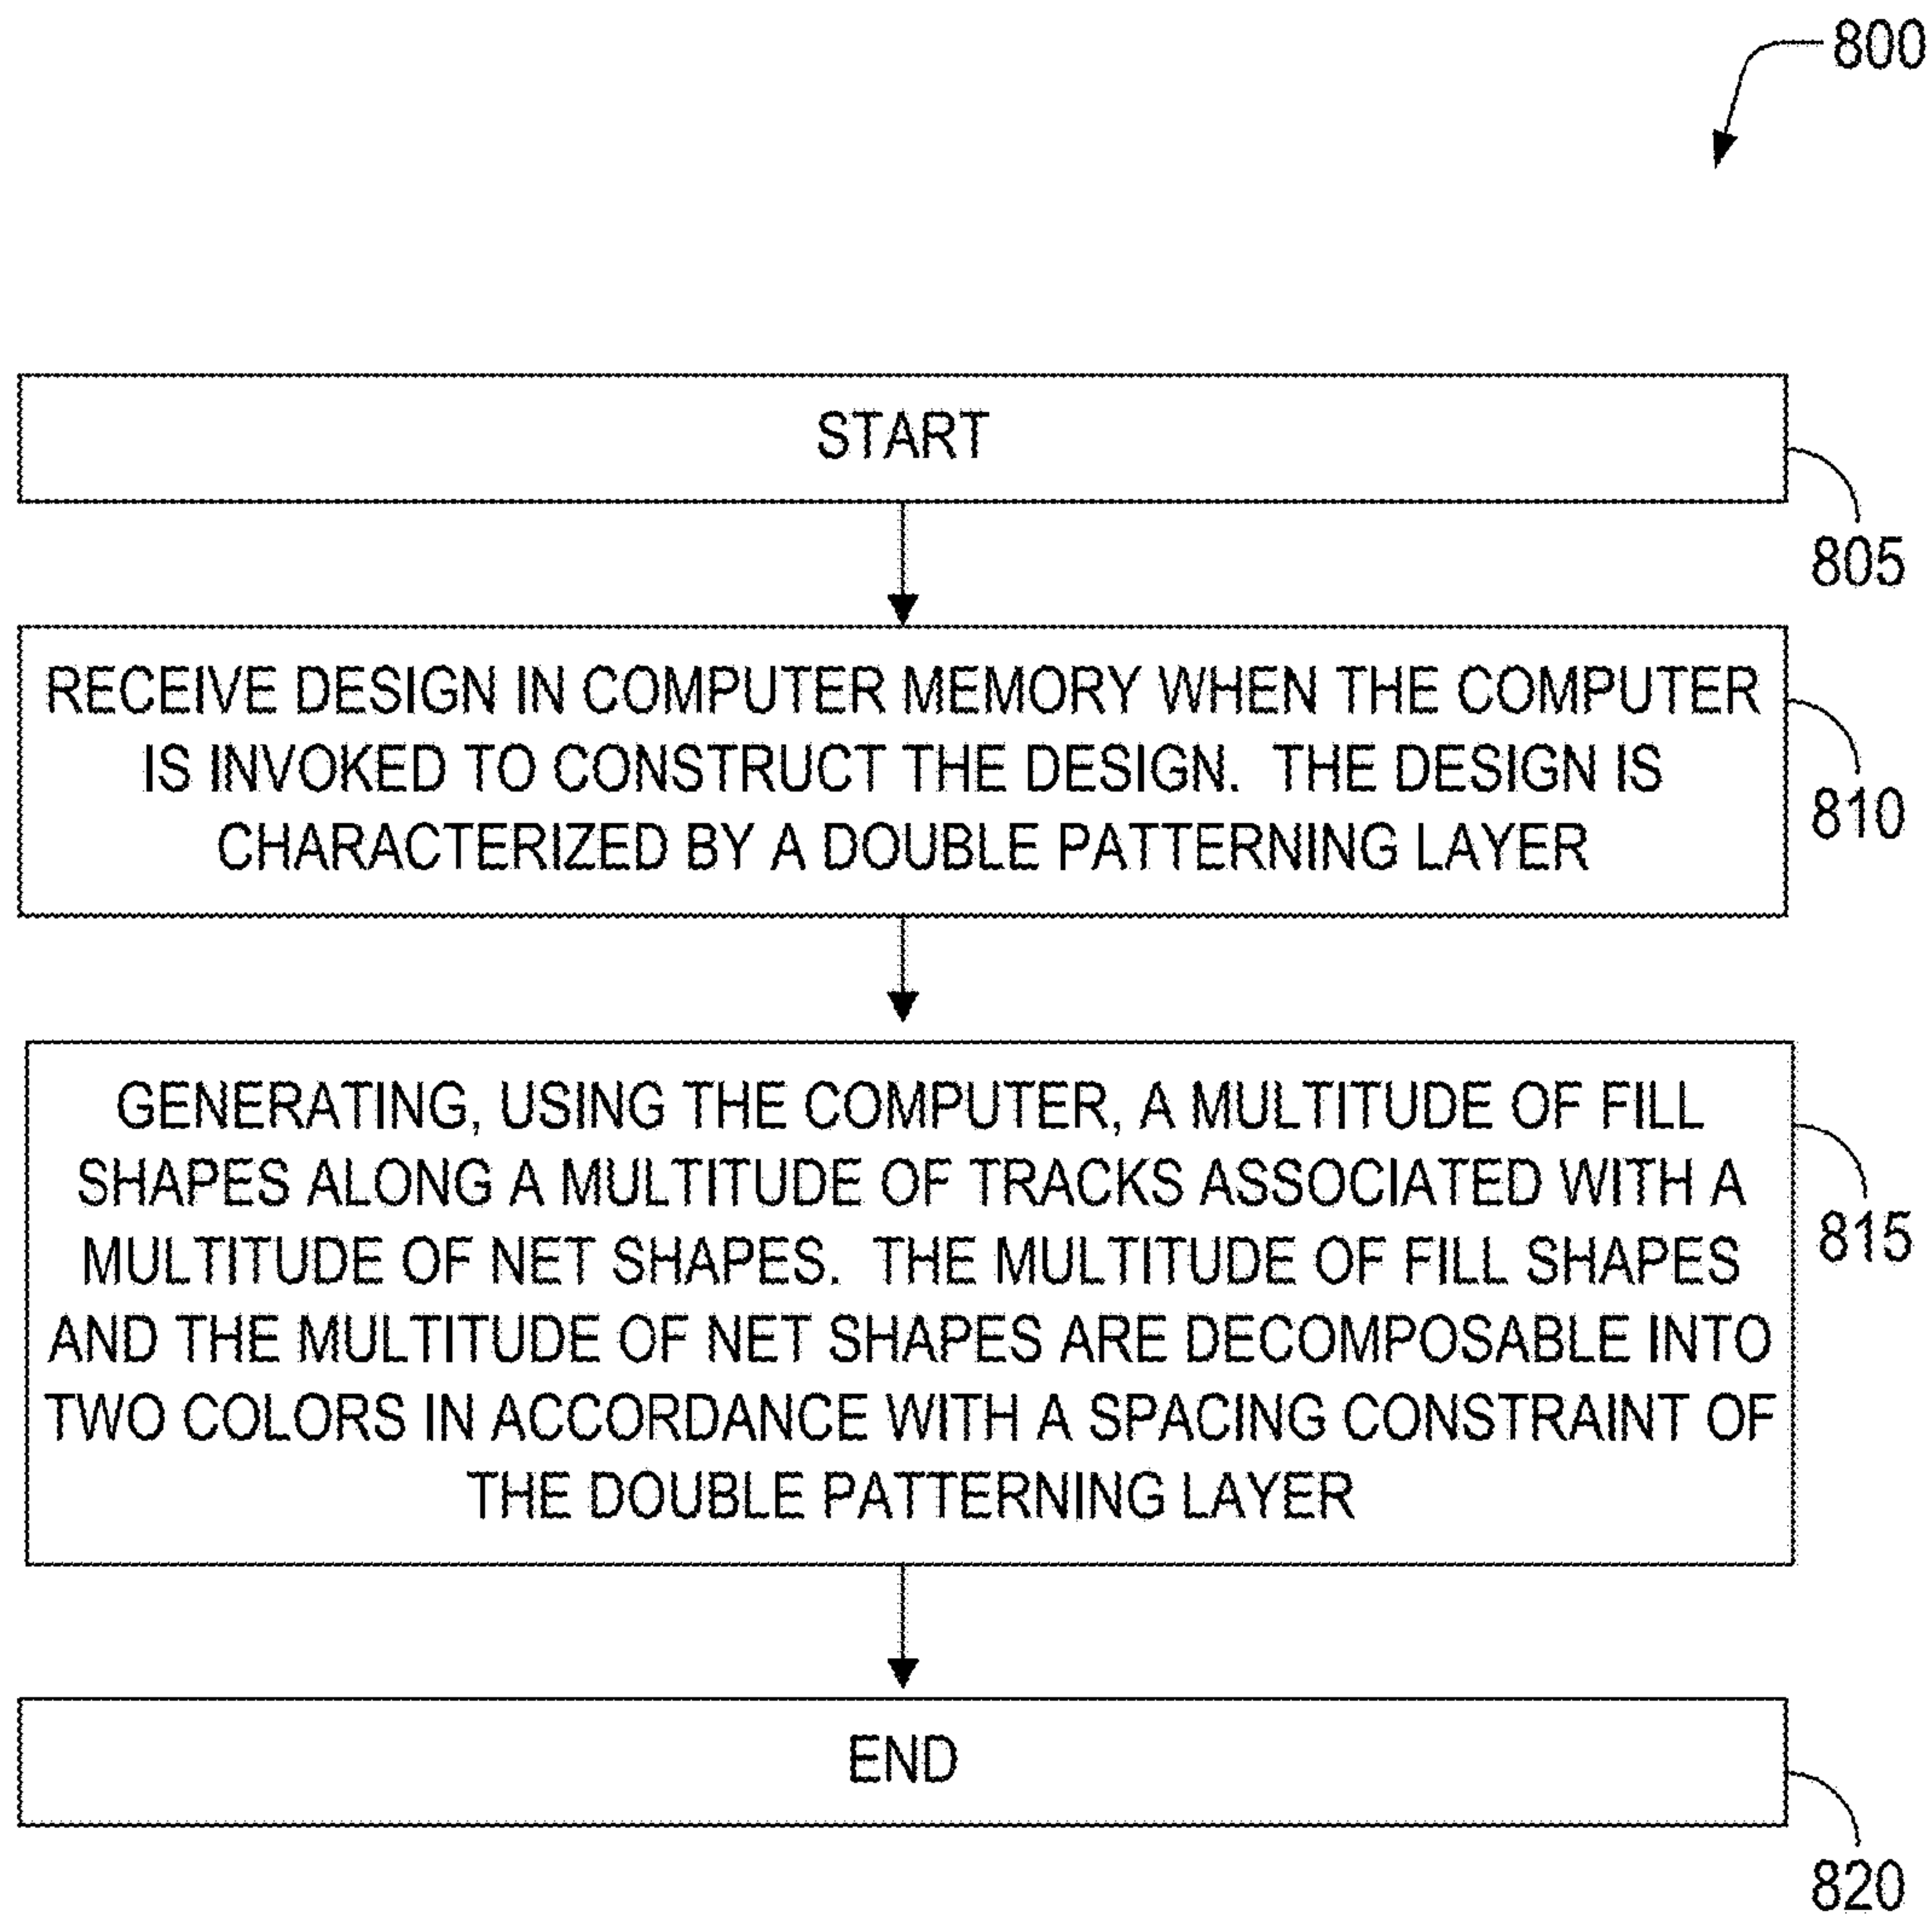 800
START
805
RECEIVE DESIGN IN COMPUTER MEMORY WHEN THE COMPUTER
IS INVOKED TO CONSTRUCT THE DESIGN. THE DESIGN IS
CHARACTERIZED BY A DOUBLE PATTERNING LAYER
810
GENERATING, USING THE COMPUTER, A MULTITUDE OF FILL
SHAPES ALONG A MULTITUDE OF TRACKS ASSOCIATED WITH A
MULTITUDE OF NET SHAPES. THE MULTITUDE OF FILL SHAPES
AND THE MULTITUDE OF NET SHAPES ARE DECOMPOSABLE INTO
TWO COLORS IN ACCORDANCE WITH A SPACING CONSTRAINT OF
THE DOUBLE PATTERNING LAYER
815
END
820